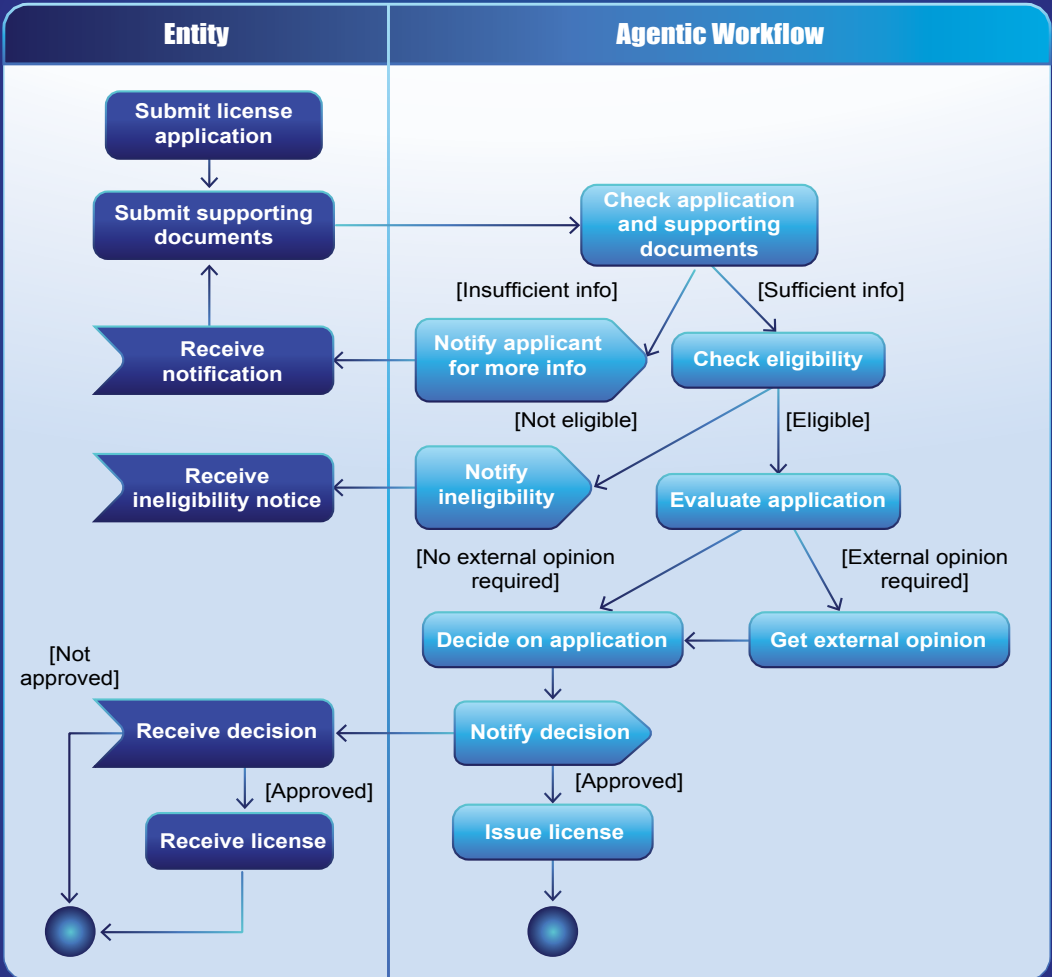 Entity
Agentic Workflow
Submit license
application
Submit supporting
documents
Check application
and supporting
documents
[Insufficient info]
[Sufficient info]
Receive
notification
Notify applicant
for more info
Check eligibility
[Not eligible]
[Eligible]
Receive
ineligibility notice
Notify
ineligibility
Evaluate application
[No external opinion
required]
[External opinion
required]
Decide on application
Get external opinion
[Not
approved]
Receive decision
Notify decision
[Approved]
[Approved]
Receive license
Issue license